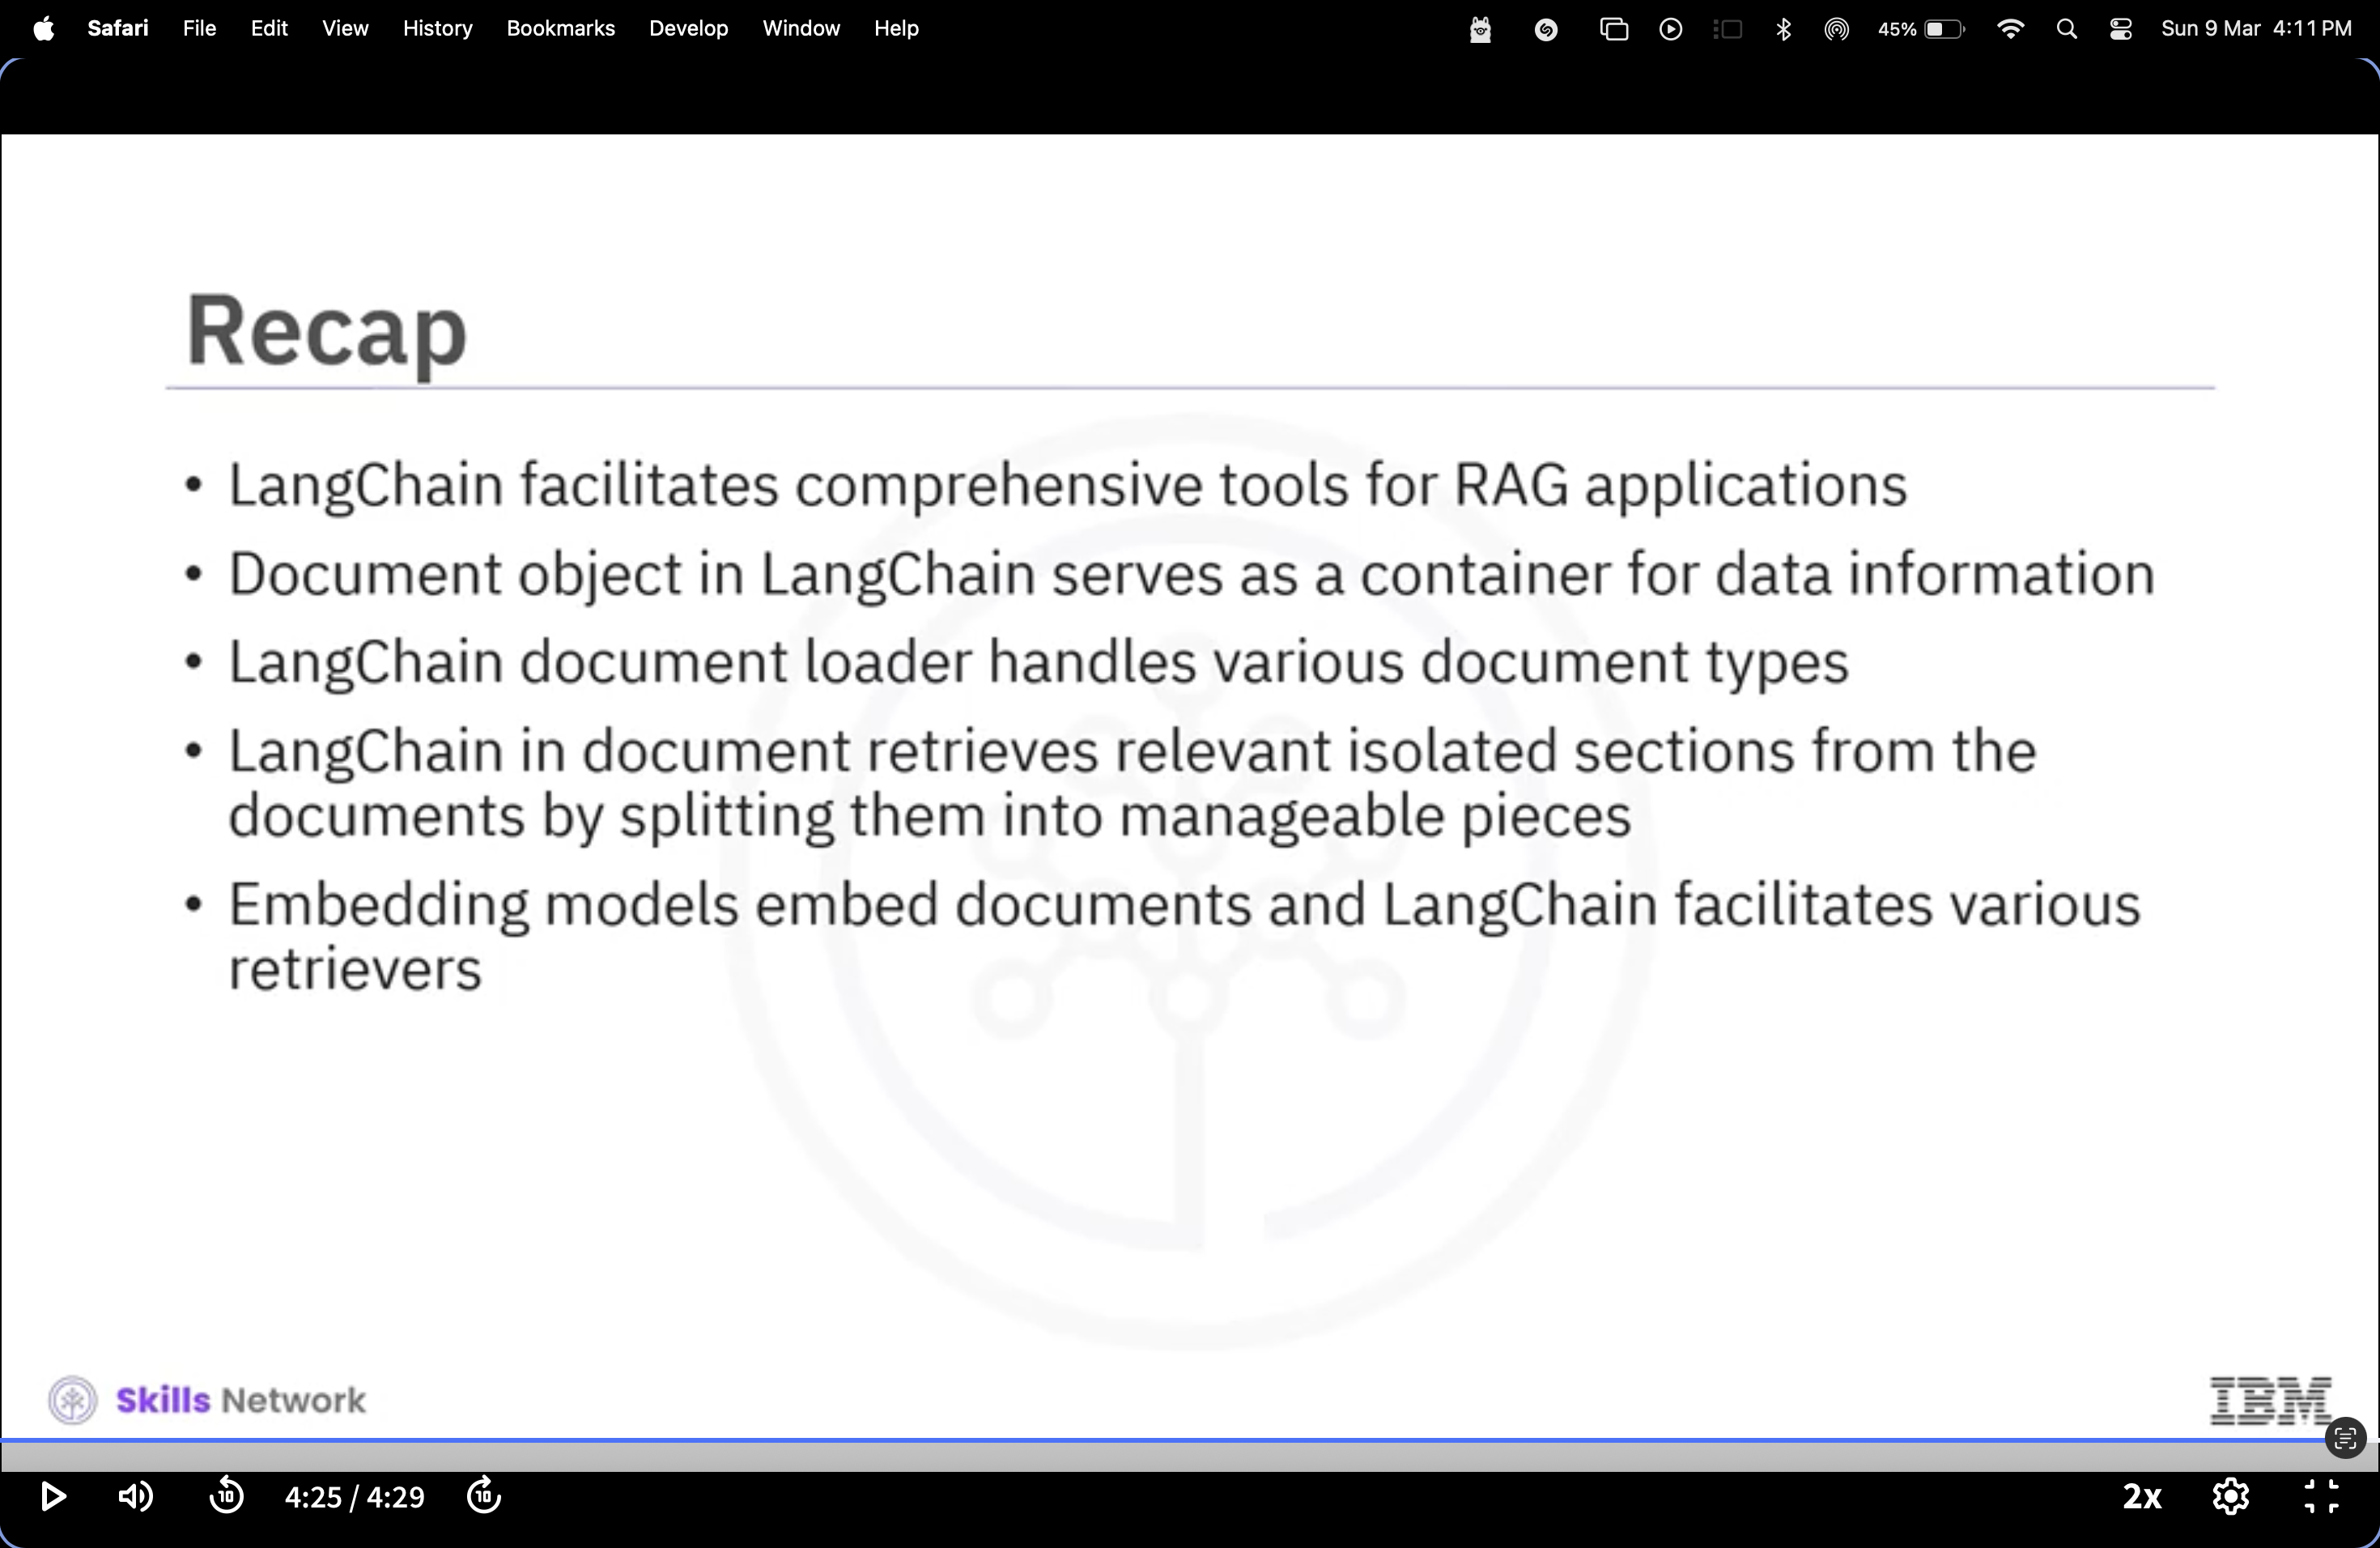 Safari File Edit View History Bookmarks Develop Window Help 45% Sun 9 Mar 4:11 PM
Recap
• LangChain facilitates comprehensive tools for RAG applications
• Document object in LangChain serves as a container for data information
• LangChain document loader handles various document types
• LangChain in document retrieves relevant isolated sections from the
documents by splitting them into manageable pieces
• Embedding models embed documents and LangChain facilitates various
retrievers
Skills Network IBM
10 4:25 / 4:29 10 2x